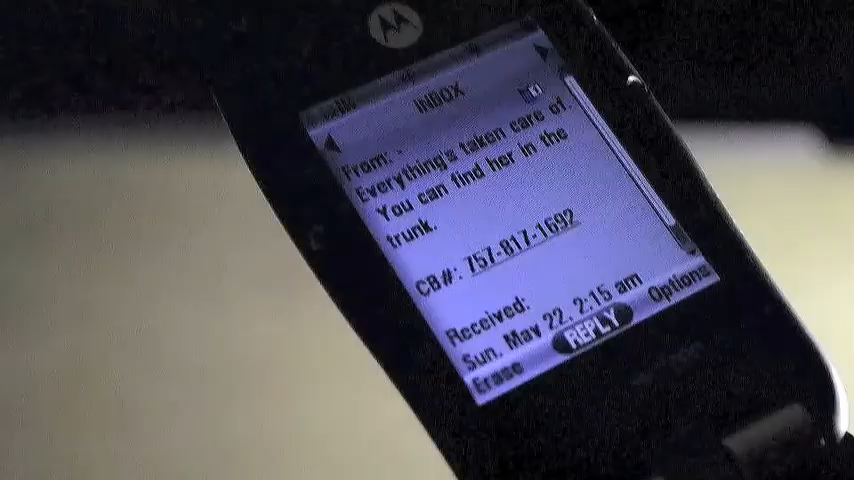 INBOX
From: -
Everything's taken care of.
You can find her in the
trunk.
CB#: 757-817-1692
Received:
Sun, May 22, 2:15 am
Erase REPLY Options